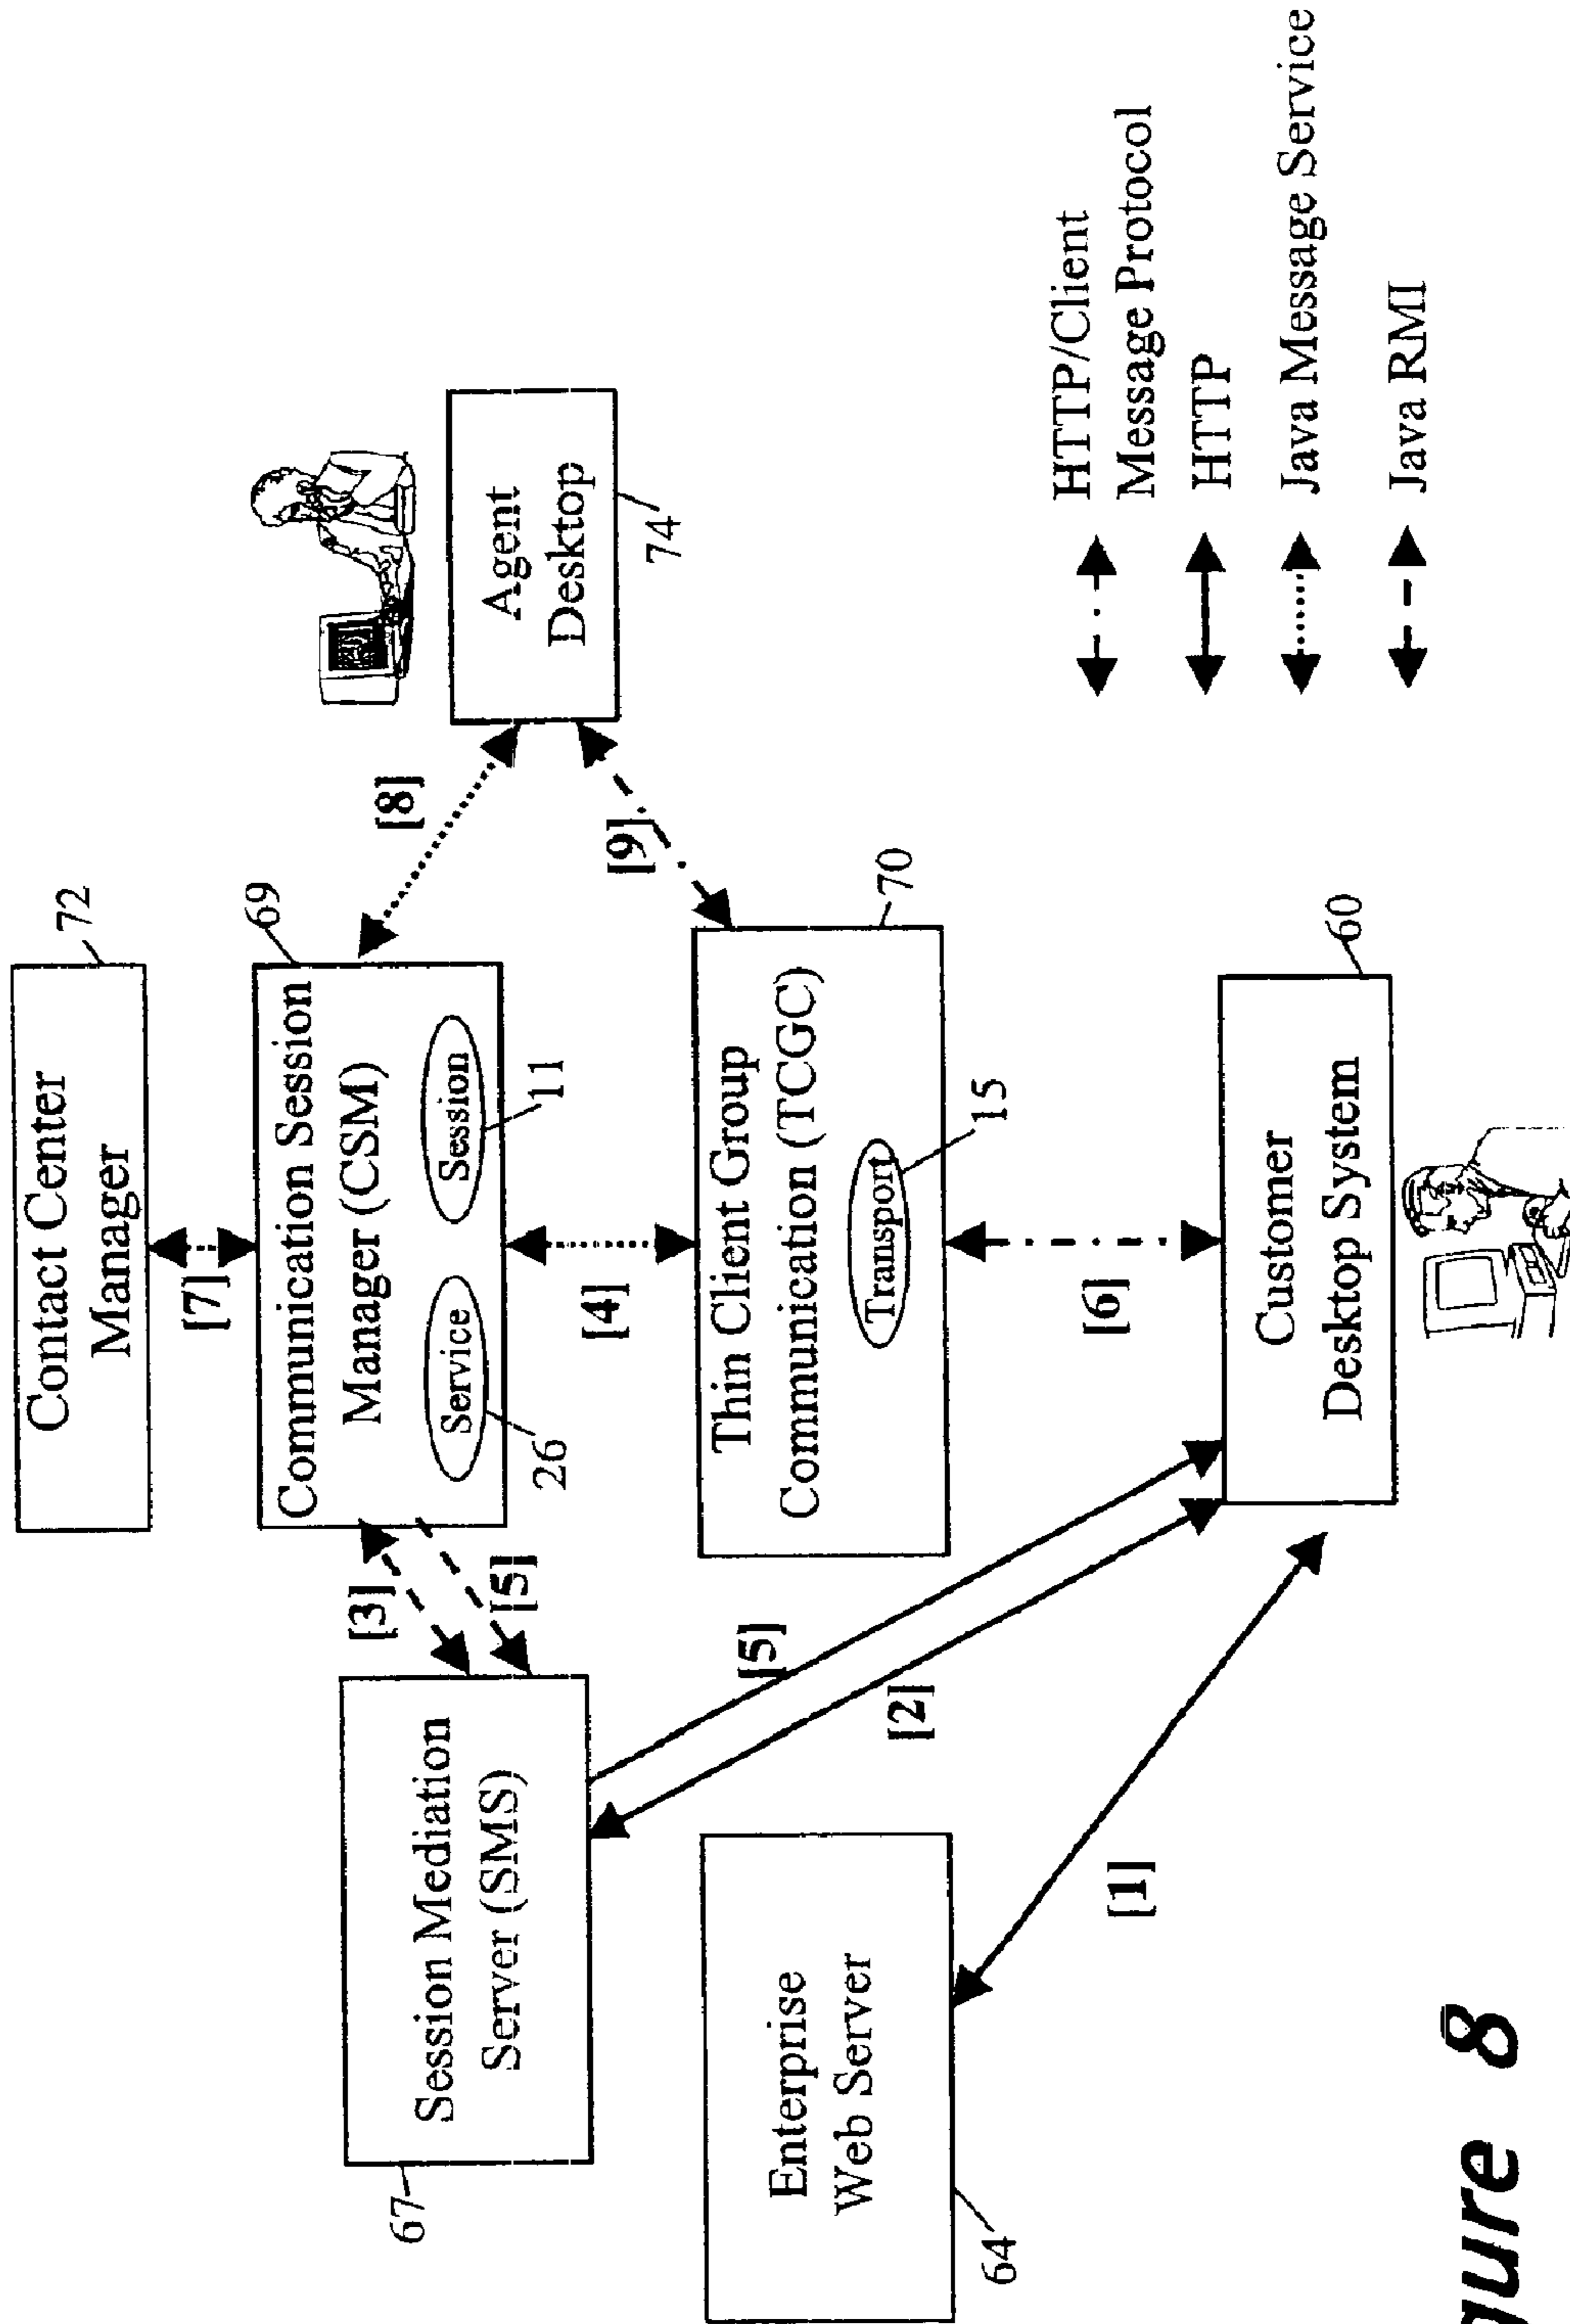 Contact Center
Manager
72
[7]
Communication Session
Manager (CSM)
69
Service
Session
26
11
[8]
Agent
Desktop
74
[3]
[5]
Session Mediation
Server (SMS)
67
[4]
[9]
Thin Client Group
Communication (TCGC)
70
Transport
15
[5]
[2]
Enterprise
Web Server
64
[1]
[6]
Customer
Desktop System
60
HTTP/Client
Message Protocol
HTTP
Java Message Service
Java RMI
gure 8